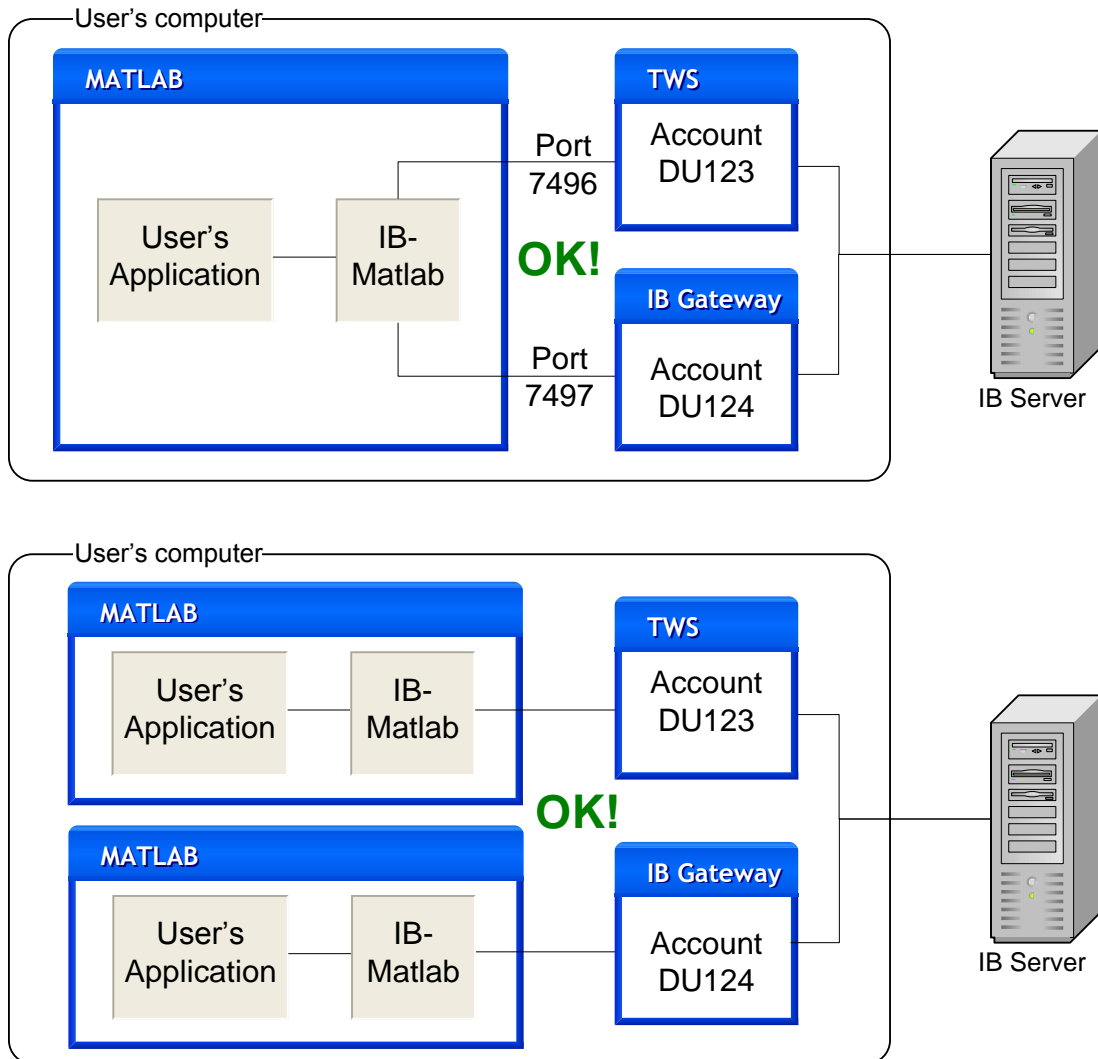 User's computer
MATLAB
User's
Application
IB-
Matlab
Port
7496
OK!
Port
7497
TWS
Account
DU123
IB Gateway
Account
DU124
IB Server
User's computer
MATLAB
User's
Application
IB-
Matlab
TWS
Account
DU123
OK!
MATLAB
User's
Application
IB-
Matlab
IB Gateway
Account
DU124
IB Server